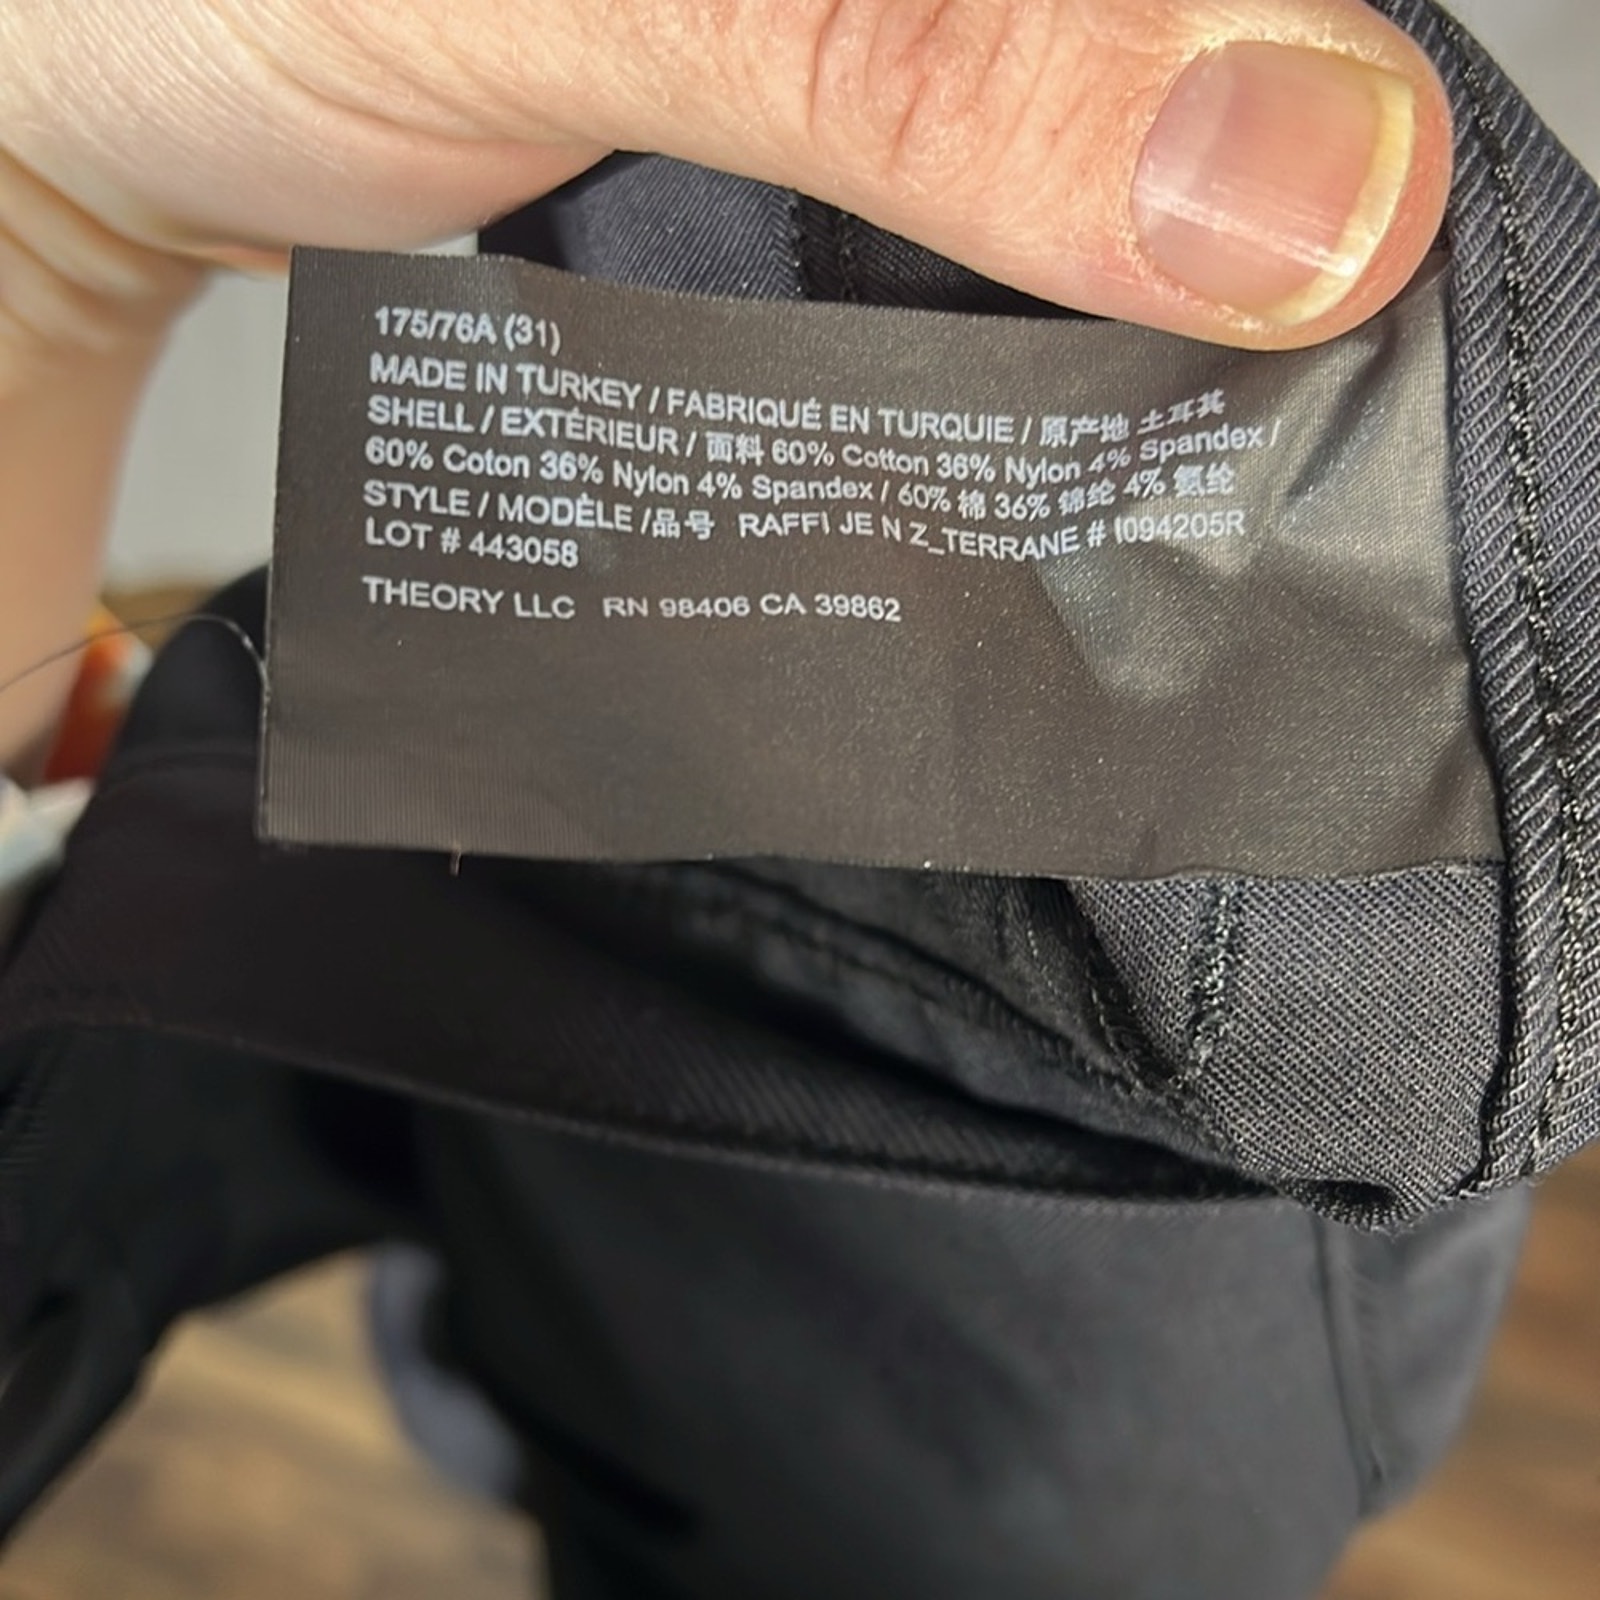 175/76A (31)
MADE IN TURKEY / FABRIQUÉ EN TURQUIE / 原产地 土耳其
SHELL / EXTÉRIEUR / 面料 60% Cotton 36% Nylon 4% Spandex /
60% Coton 36% Nylon 4% Spandex / 60% 棉 36% 锦纶 4% 氨纶
STYLE / MODÈLE /品号 RAFFI JE N Z_TERRANE # I094205R
LOT # 443058
THEORY LLC RN 98406 CA 39862